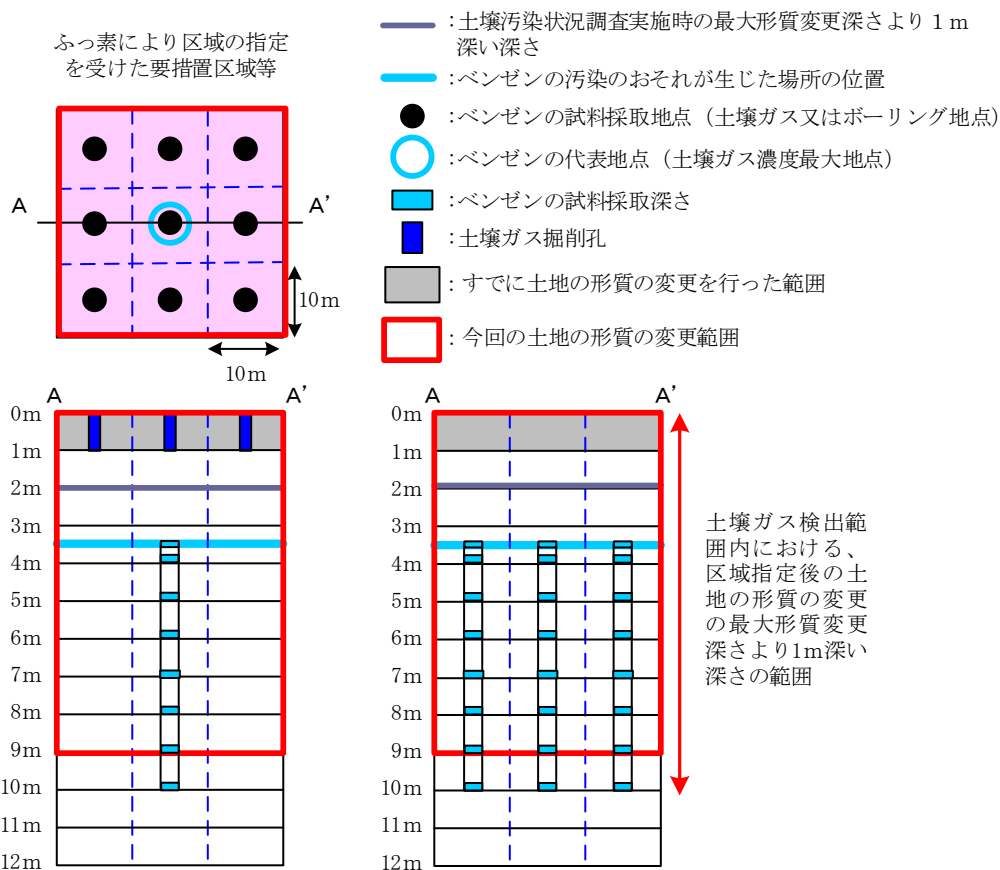 ふっ素により区域の指定
を受けた要措置区域等
A
A'
10m
10m
:土壌汚染状況調査実施時の最大形質変更深さより1m
深い深さ
:ベンゼンの汚染のおそれが生じた場所の位置
:ベンゼンの試料採取地点（土壌ガス又はボーリング地点）
:ベンゼンの代表地点（土壌ガス濃度最大地点）
:ベンゼンの試料採取深さ
:土壌ガス掘削孔
:すでに土地の形質の変更を行った範囲
:今回の土地の形質の変更範囲
A
A'
0m
1m
2m
3m
4m
5m
6m
7m
8m
9m
10m
11m
12m
A
A'
0m
1m
2m
3m
4m
5m
6m
7m
8m
9m
10m
11m
12m
土壌ガス検出範
囲内における、
区域指定後の土
地の形質の変更
の最大形質変更
深さより1m深い
深さの範囲